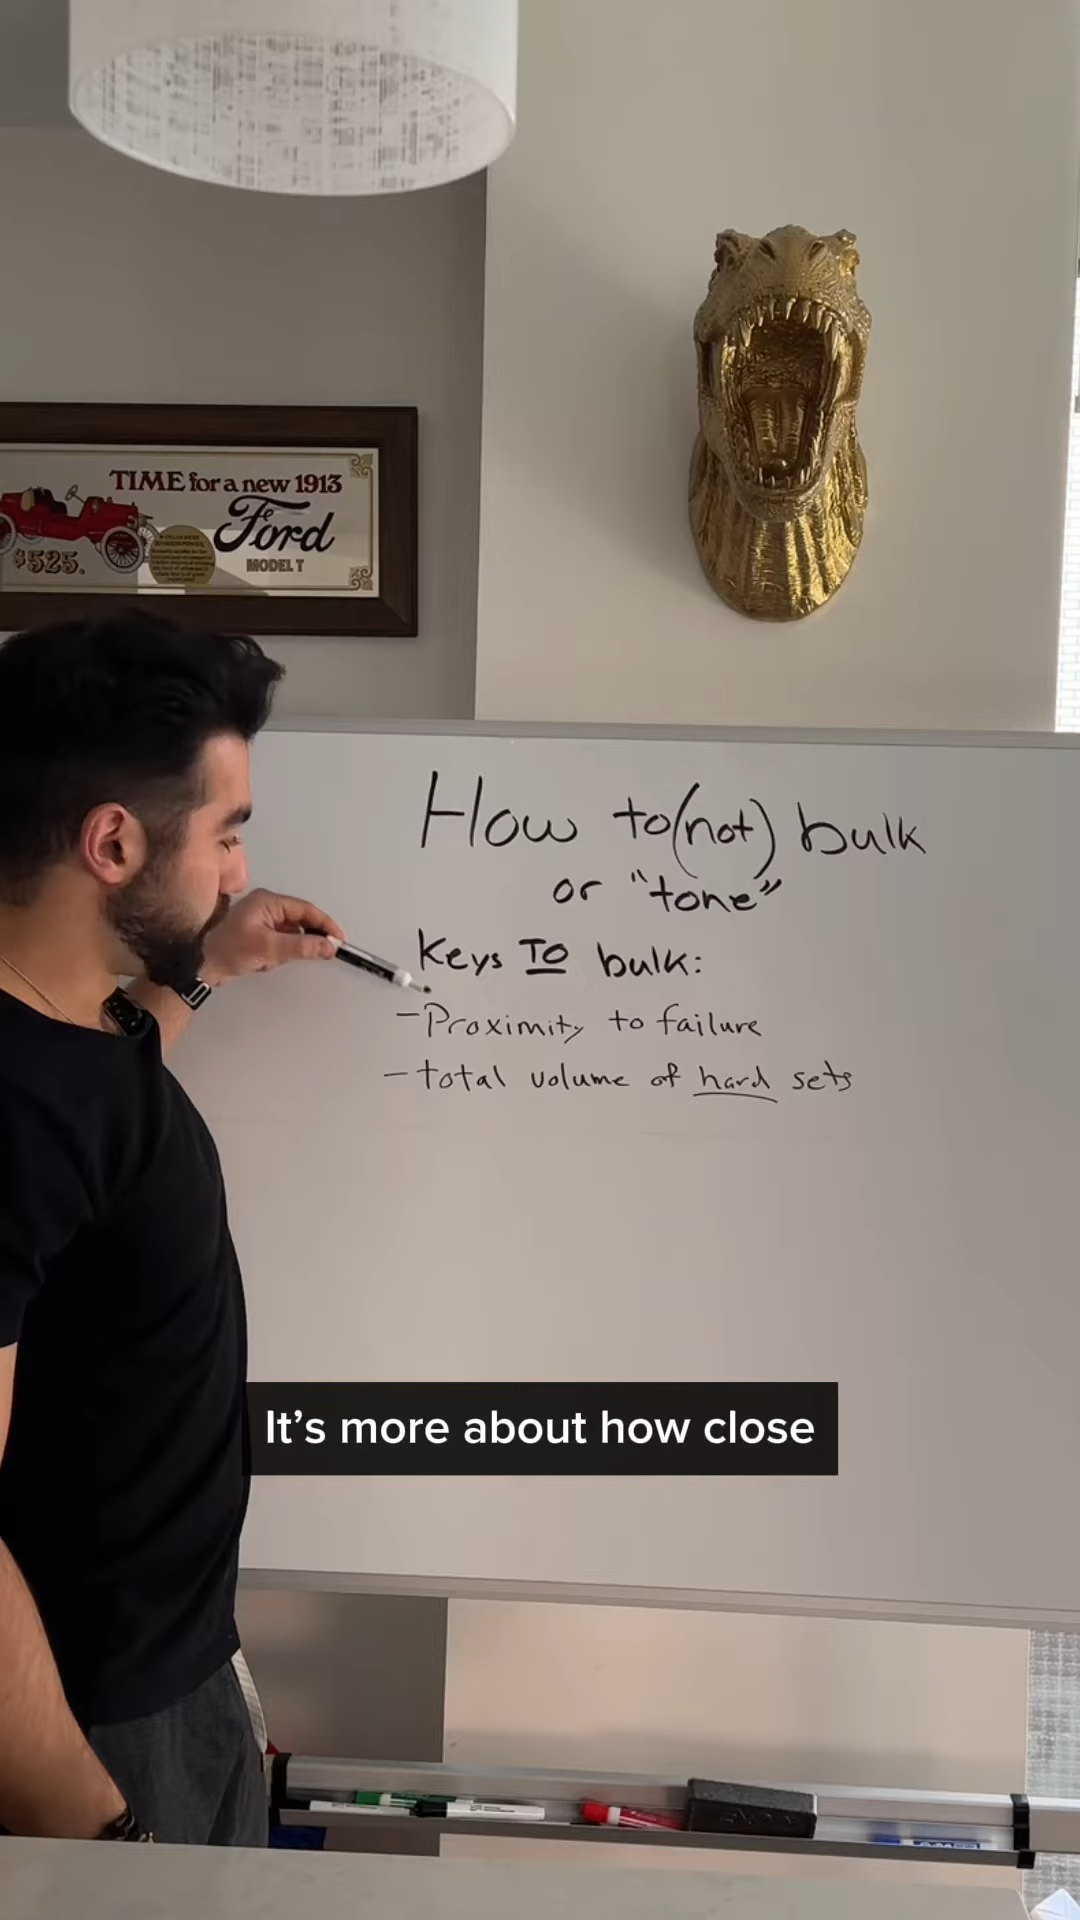 TIME for a new 1913
Ford
MODEL T
$525.
How to (not) bulk
or "tone"
Keys TO bulk:
- Proximity to failure
- total volume of hard sets
It's more about how close